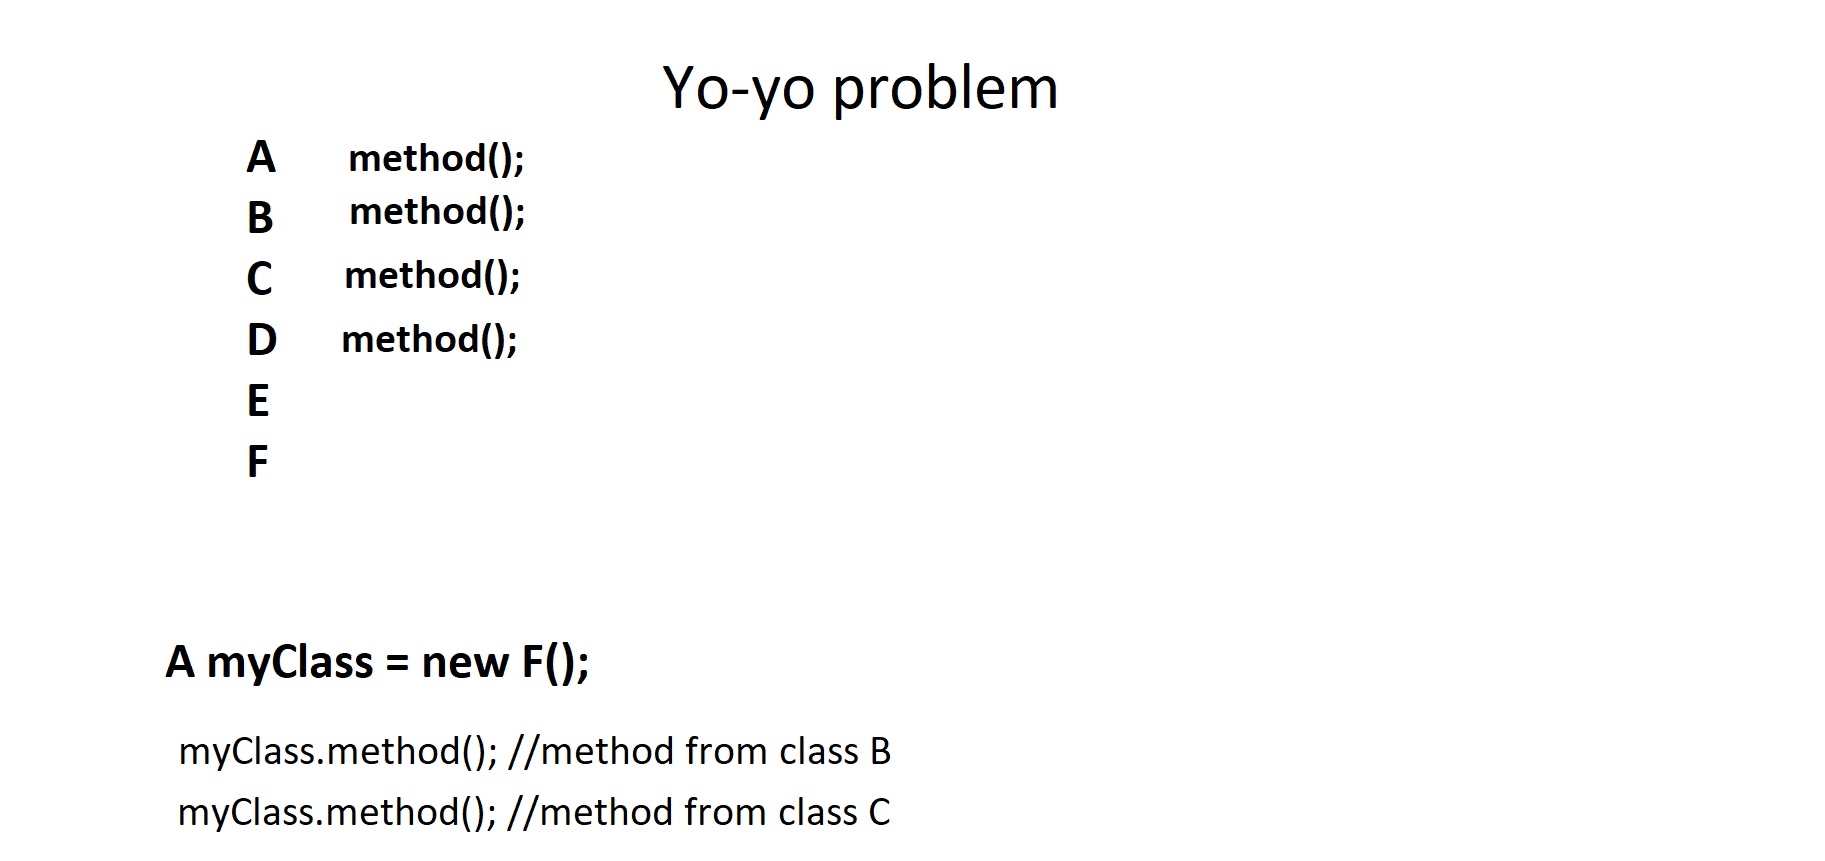 Yo-yo problem
A method();
B method();
C method();
D method();
E
F
A myClass = new F();
myClass.method(); //method from class B
myClass.method(); //method from class C